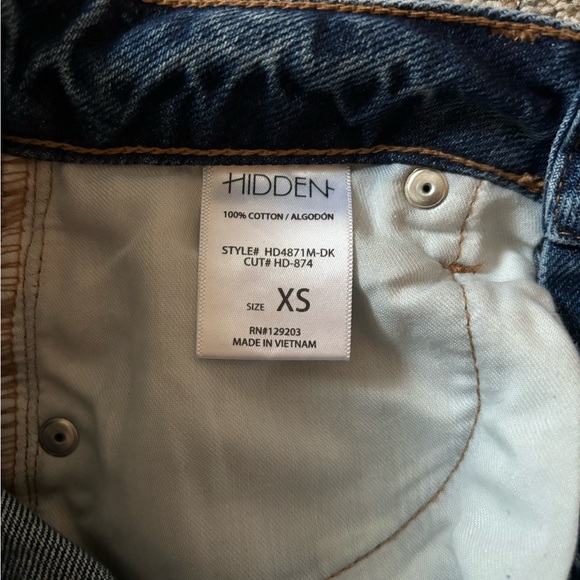 HIDDEN
100% COTTON / ALGODÓN
STYLE# HD4871M-DK
CUT# HD-874
SIZE XS
RN#129203
MADE IN VIETNAM